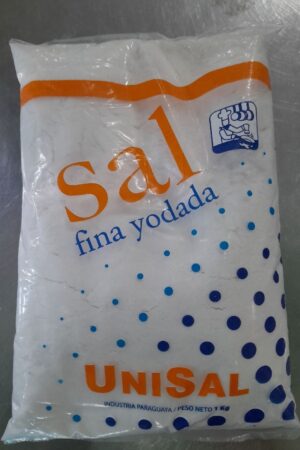 sal
fina yodada
UNISAL
INDUSTRIA PARAGUAYA / PESO NETO 1 Kg